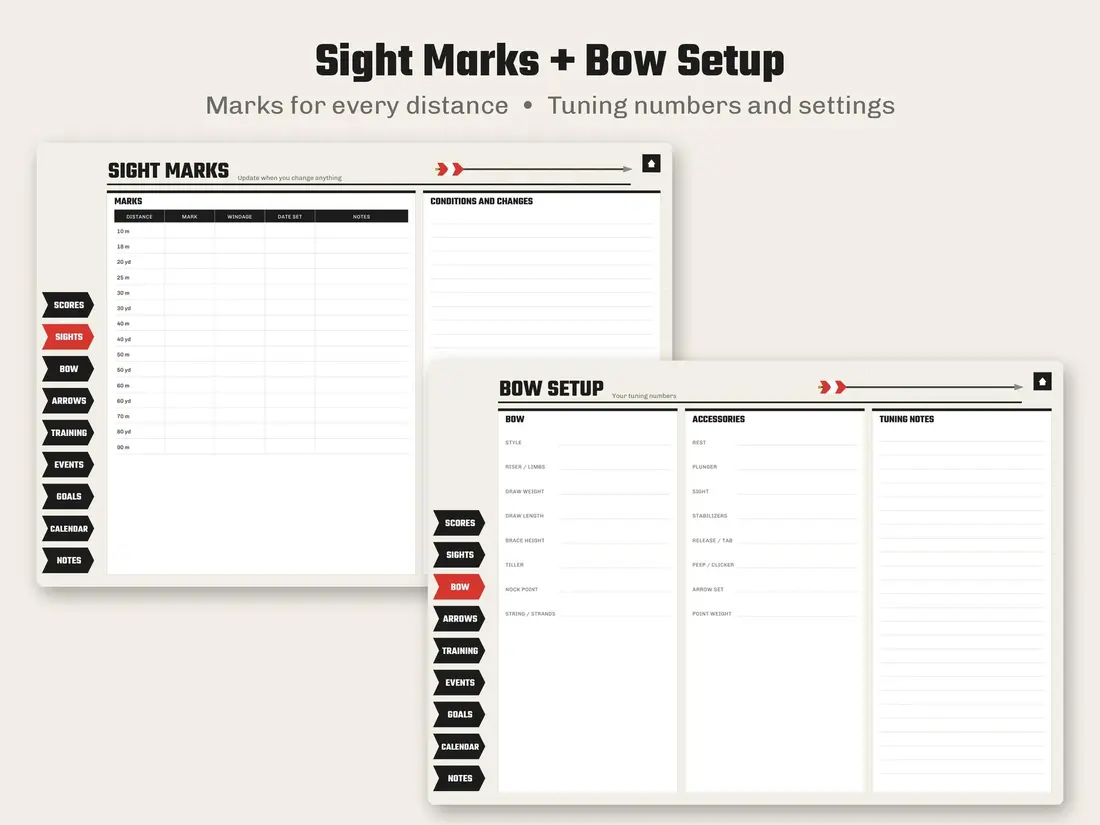 Sight Marks + Bow Setup
Marks for every distance • Tuning numbers and settings
SIGHT MARKS Update when you change anything
MARKS
DISTANCE MARK WINDAGE DATE SET NOTES
10 m
18 m
20 yd
25 m
30 m
30 yd
40 m
40 yd
50 m
50 yd
60 m
60 yd
70 m
80 yd
90 m
CONDITIONS AND CHANGES
SCORES
SIGHTS
BOW
ARROWS
TRAINING
EVENTS
GOALS
CALENDAR
NOTES
BOW SETUP Your tuning numbers
BOW
STYLE
RISER / LIMBS
DRAW WEIGHT
DRAW LENGTH
BRACE HEIGHT
TILLER
NOCK POINT
STRING / STRANDS
ACCESSORIES
REST
PLUNGER
SIGHT
STABILIZERS
RELEASE / TAB
PEEP / CLICKER
ARROW SET
POINT WEIGHT
TUNING NOTES
SCORES
SIGHTS
BOW
ARROWS
TRAINING
EVENTS
GOALS
CALENDAR
NOTES